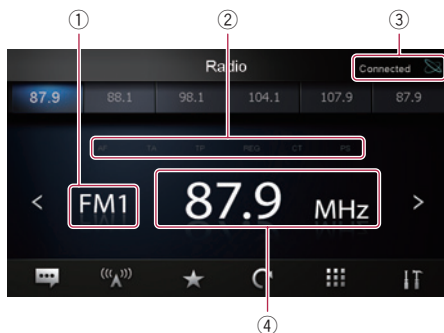 ① ② ③
Radio Connected
87.9 88.1 98.1 104.1 107.9 87.9
AF TA TP REG CT PS
< FM1 87.9 MHz >
④